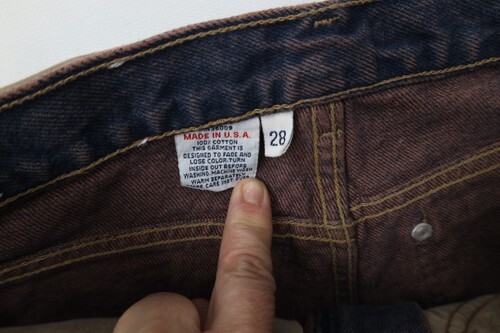 MADE IN U.S.A.
100% COTTON
THIS GARMENT IS
DESIGNED TO FADE AND
LOSE COLOR. TURN
INSIDE OUT BEFORE
WASHING. MACHINE WASH
WARM SEPARATELY.
CARE
28